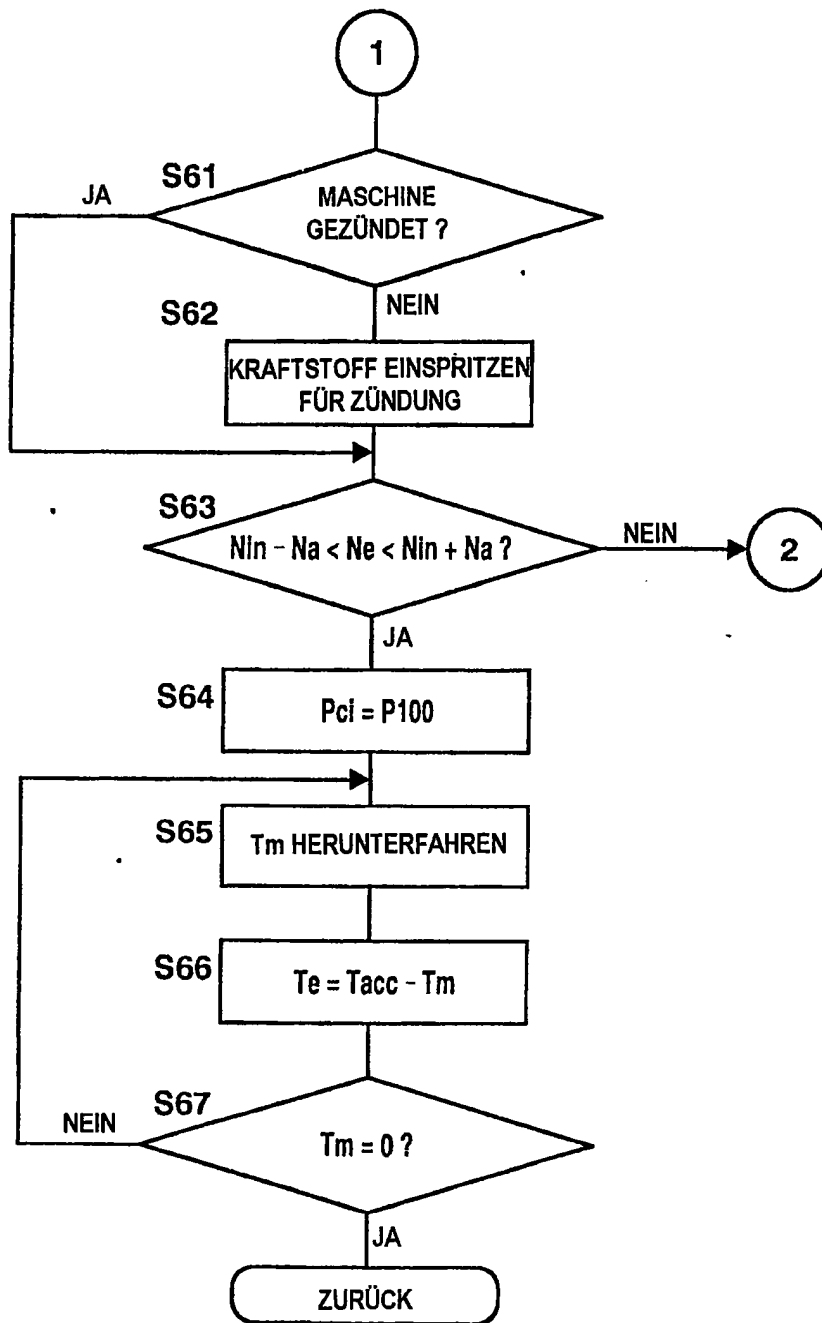 1
S61
JA
MASCHINE
GEZÜNDET ?
NEIN
S62
KRAFTSTOFF EINSPRITZEN
FÜR ZÜNDUNG
S63
Nin - Na < Ne < Nin + Na ?
NEIN
2
JA
S64
Pci = P100
S65
Tm HERUNTERFAHREN
S66
Te = Tacc - Tm
S67
NEIN
Tm = 0 ?
JA
ZURÜCK